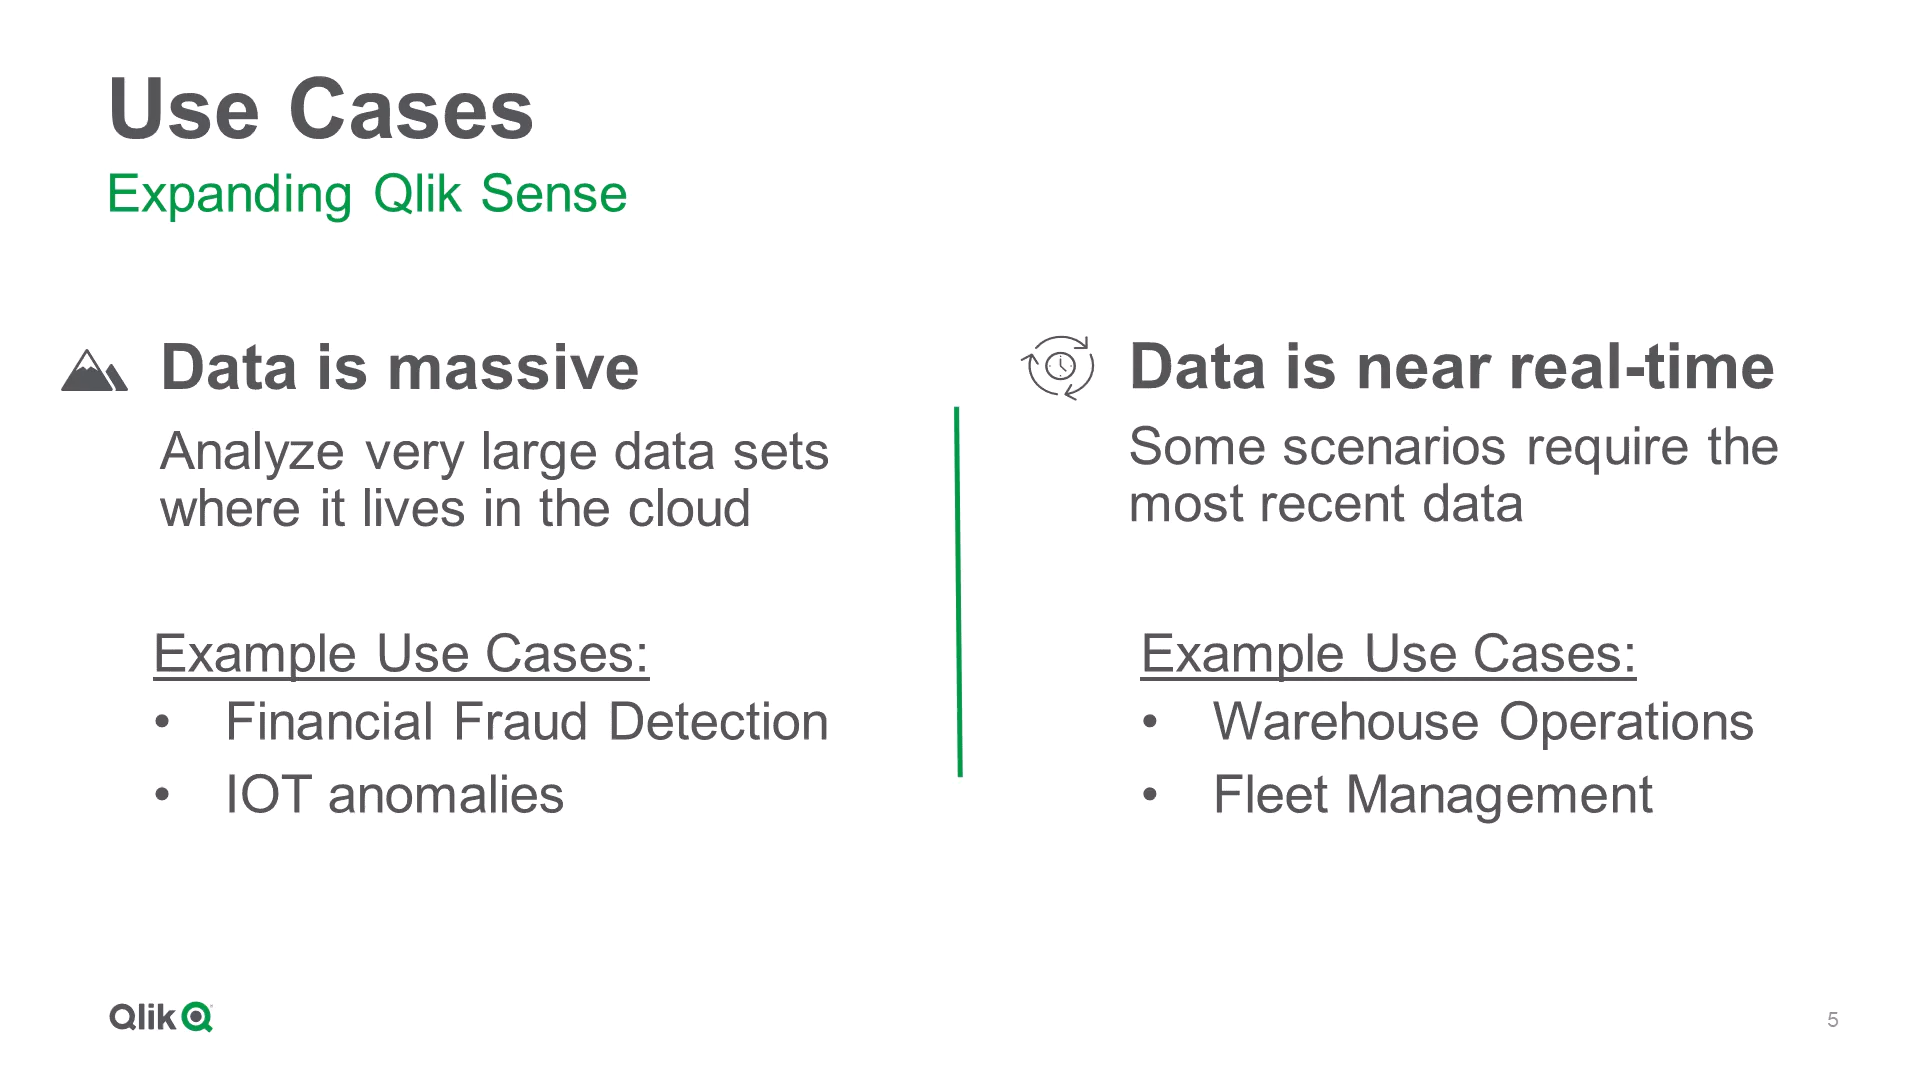 Use Cases
Expanding Qlik Sense
Data is massive
Analyze very large data sets
where it lives in the cloud
Example Use Cases:
• Financial Fraud Detection
• IOT anomalies
Data is near real-time
Some scenarios require the
most recent data
Example Use Cases:
• Warehouse Operations
• Fleet Management
Qlik
5